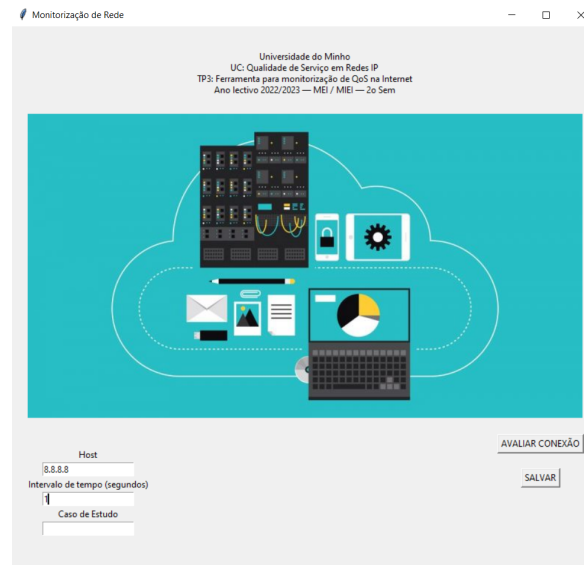 Monitorização de Rede
Universidade do Minho
UC: Qualidade de Serviço em Redes IP
TP3: Ferramenta para monitorização de QoS na Internet
Ano lectivo 2022/2023 — MEI / MIEI — 2o Sem
AVALIAR CONEXÃO
Host
8.8.8.8
SALVAR
Intervalo de tempo (segundos)
1
Caso de Estudo